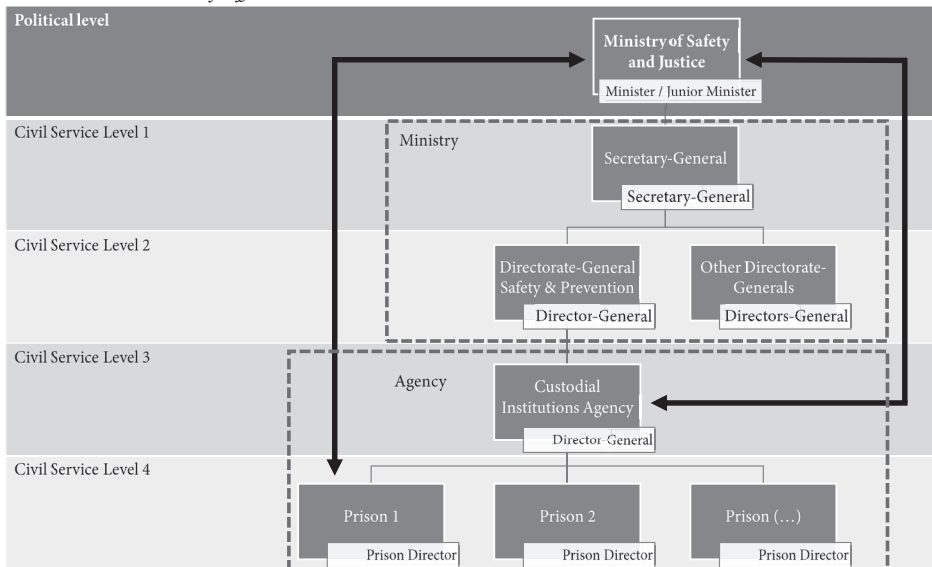 Political level
Ministry of Safety
and Justice
Minister / Junior Minister
Civil Service Level 1
Ministry
Secretary-General
Secretary-General
Civil Service Level 2
Directorate-General
Safety & Prevention
Director-General
Other Directorate-
Generals
Directors-General
Civil Service Level 3
Agency
Custodial
Institutions Agency
Director-General
Civil Service Level 4
Prison 1
Prison Director
Prison 2
Prison Director
Prison (...)
Prison Director